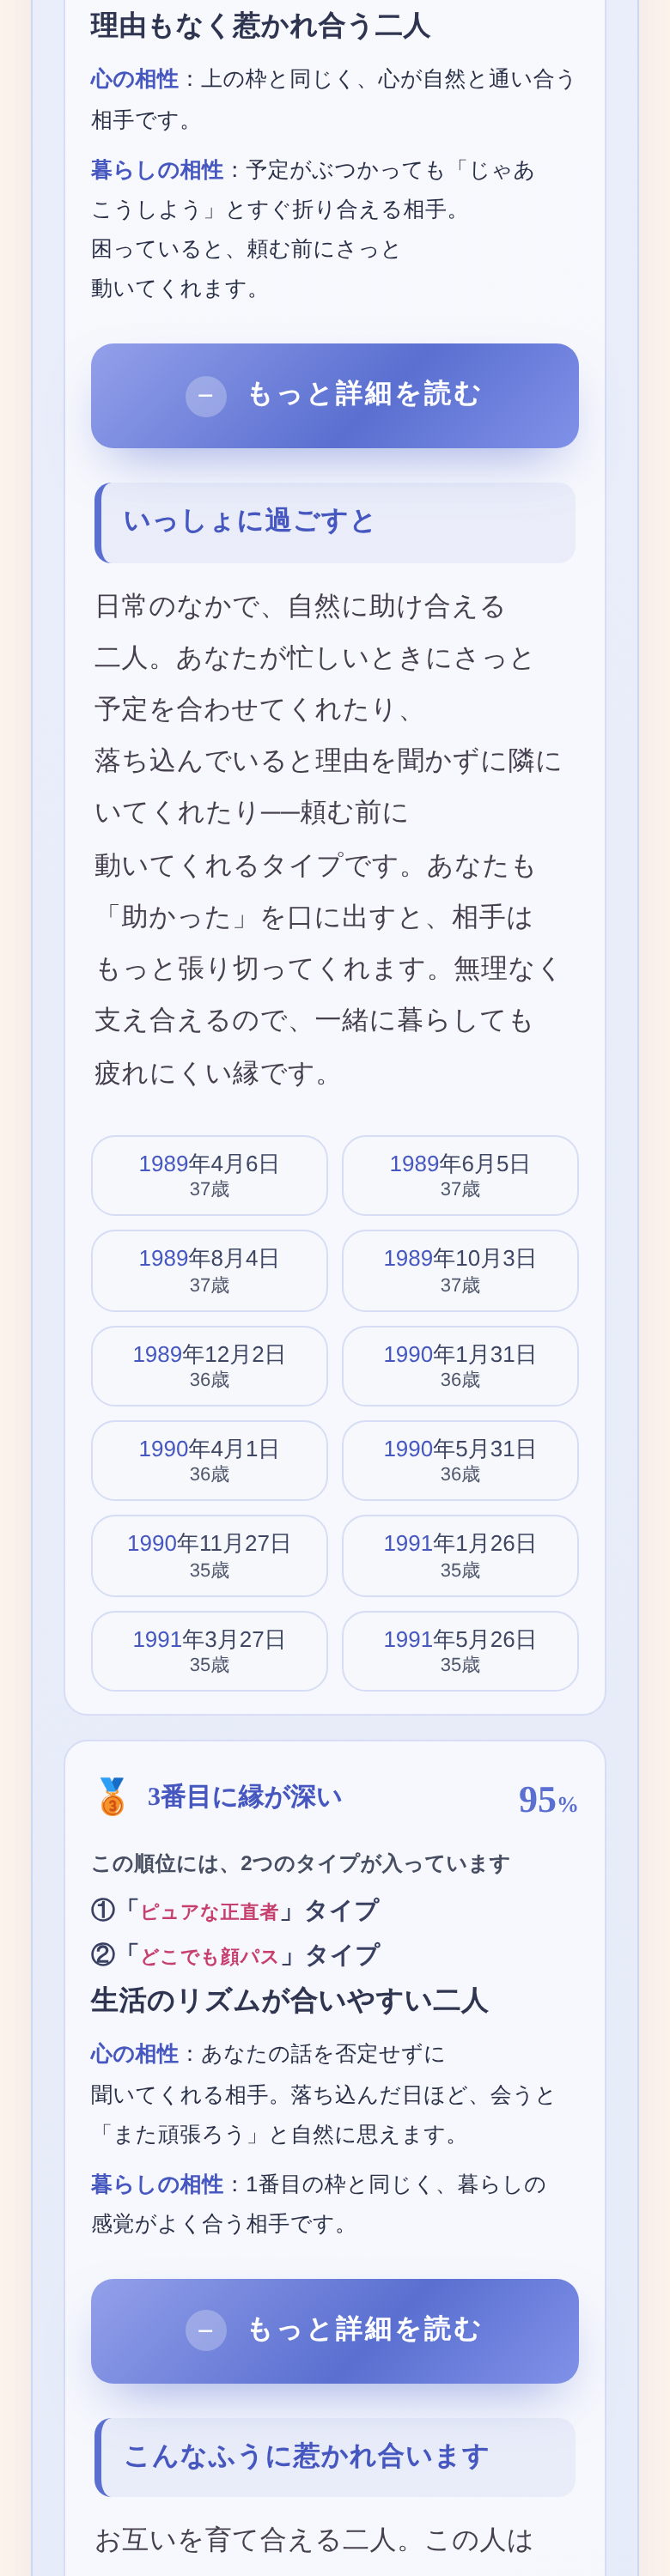 理由もなく惹かれ合う二人
心の相性：上の枠と同じく、心が自然と通い合う
相手です。
暮らしの相性：予定がぶつかっても「じゃあ
こうしよう」とすぐ折り合える相手。
困っていると、頼む前にさっと
動いてくれます。
− もっと詳細を読む
いっしょに過ごすと
日常のなかで、自然に助け合える
二人。あなたが忙しいときにさっと
予定を合わせてくれたり、
落ち込んでいると理由を聞かずに隣に
いてくれたり──頼む前に
動いてくれるタイプです。あなたも
「助かった」を口に出すと、相手は
もっと張り切ってくれます。無理なく
支え合えるので、一緒に暮らしても
疲れにくい縁です。
1989年4月6日
37歳
1989年6月5日
37歳
1989年8月4日
37歳
1989年10月3日
37歳
1989年12月2日
36歳
1990年1月31日
36歳
1990年4月1日
36歳
1990年5月31日
36歳
1990年11月27日
35歳
1991年1月26日
35歳
1991年3月27日
35歳
1991年5月26日
35歳
3 3番目に縁が深い 95%
この順位には、2つのタイプが入っています
①「ピュアな正直者」タイプ
②「どこでも顔パス」タイプ
生活のリズムが合いやすい二人
心の相性：あなたの話を否定せずに
聞いてくれる相手。落ち込んだ日ほど、会うと
「また頑張ろう」と自然に思えます。
暮らしの相性：1番目の枠と同じく、暮らしの
感覚がよく合う相手です。
− もっと詳細を読む
こんなふうに惹かれ合います
お互いを育て合える二人。この人は